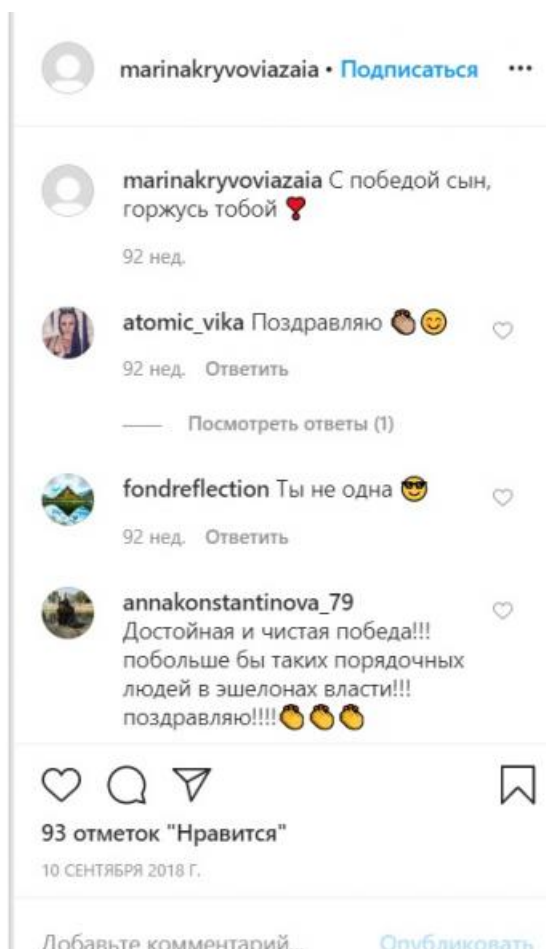 marinakryvoviazaia • Подписаться •••
marinakryvoviazaia С победой сын,
горжусь тобой ❣
92 нед.
atomic_vika Поздравляю 👏😊
92 нед. Ответить
Посмотреть ответы (1)
fondreflection Ты не одна 😎
92 нед. Ответить
annakonstantinova_79
Достойная и чистая победа!!!
побольше бы таких порядочных
людей в эшелонах власти!!!
поздравляю!!!!👏👏👏
93 отметок "Нравится"
10 СЕНТЯБРЯ 2018 Г.
Добавьте комментарий... Опубликовать